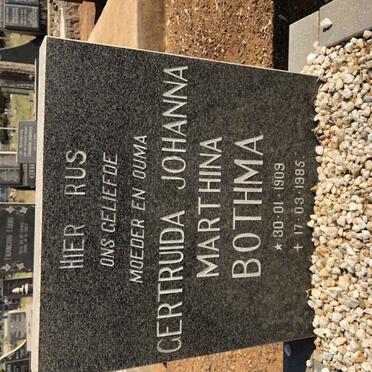 HIER RUS
ONS GELIEFDE
MOEDER EN OUMA
GERTRUIDA JOHANNA
MARTHINA
BOTHMA
★ 30·01·1909
+ 17·03·1985